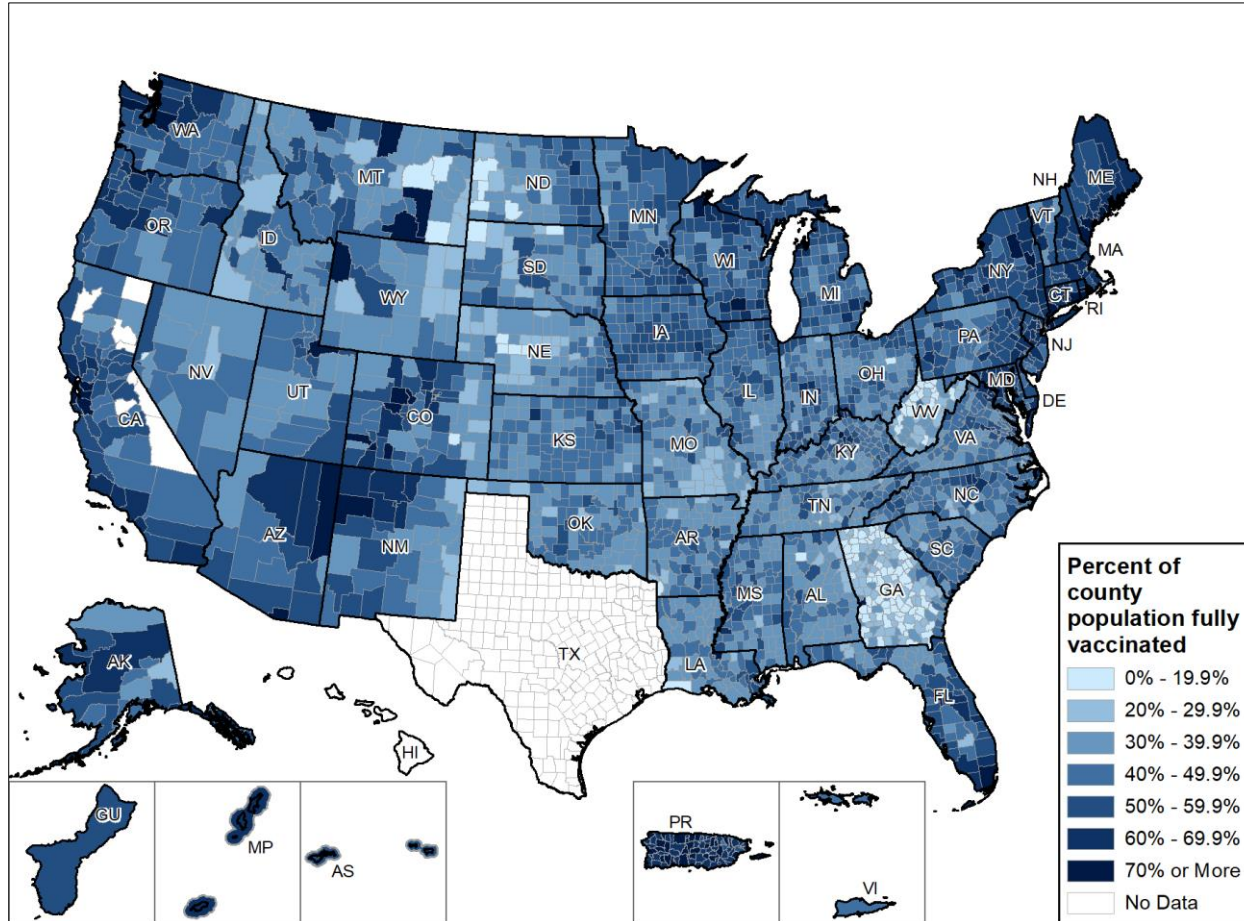 WA
MT
ND
MN
OR
ID
SD
WY
WI
MI
NH
VT
ME
NY
MA
CT
RI
NV
UT
CO
NE
IA
PA
NJ
CA
KS
MO
IL
IN
OH
WV
MD
DE
VA
KY
AZ
NM
OK
AR
TN
NC
SC
MS
AL
GA
TX
LA
FL
AK
HI
GU
MP
AS
PR
VI
Percent of
county
population fully
vaccinated
0% - 19.9%
20% - 29.9%
30% - 39.9%
40% - 49.9%
50% - 59.9%
60% - 69.9%
70% or More
No Data